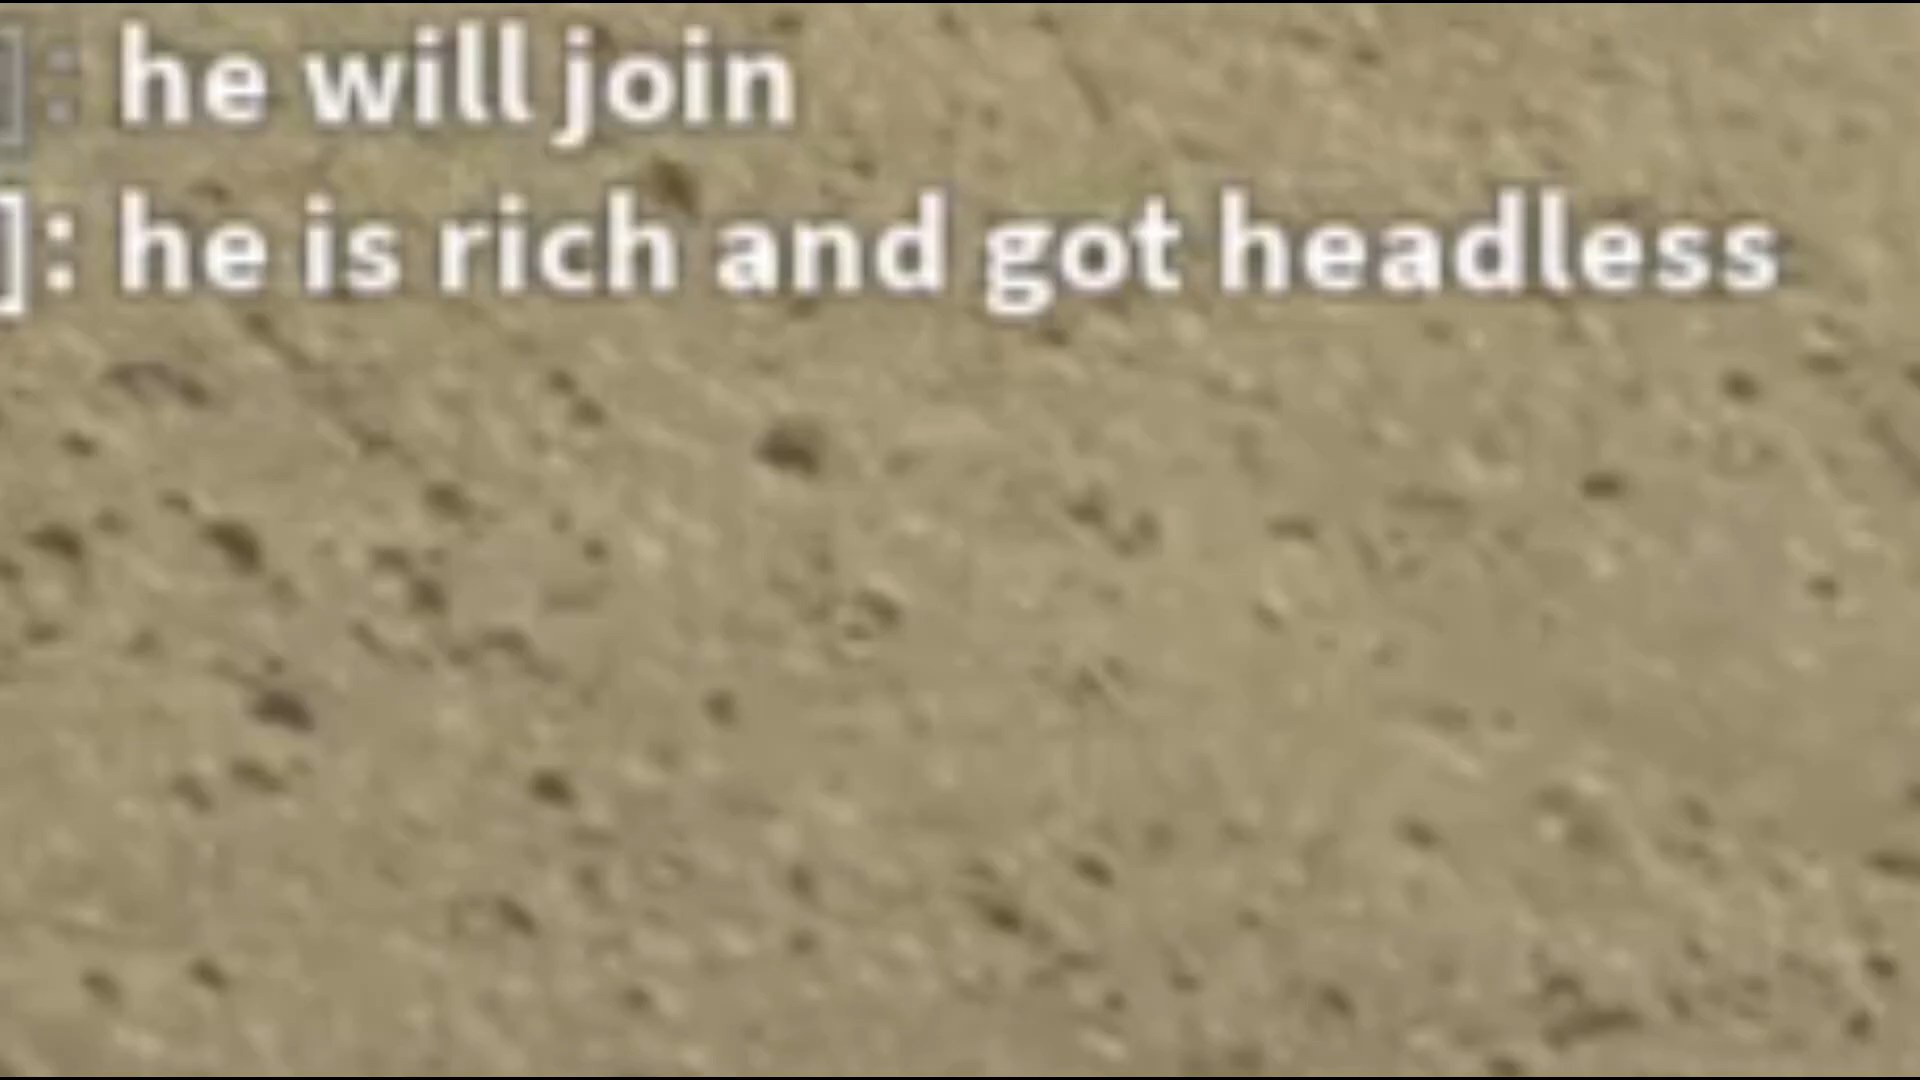 ]: he will join
]: he is rich and got headless